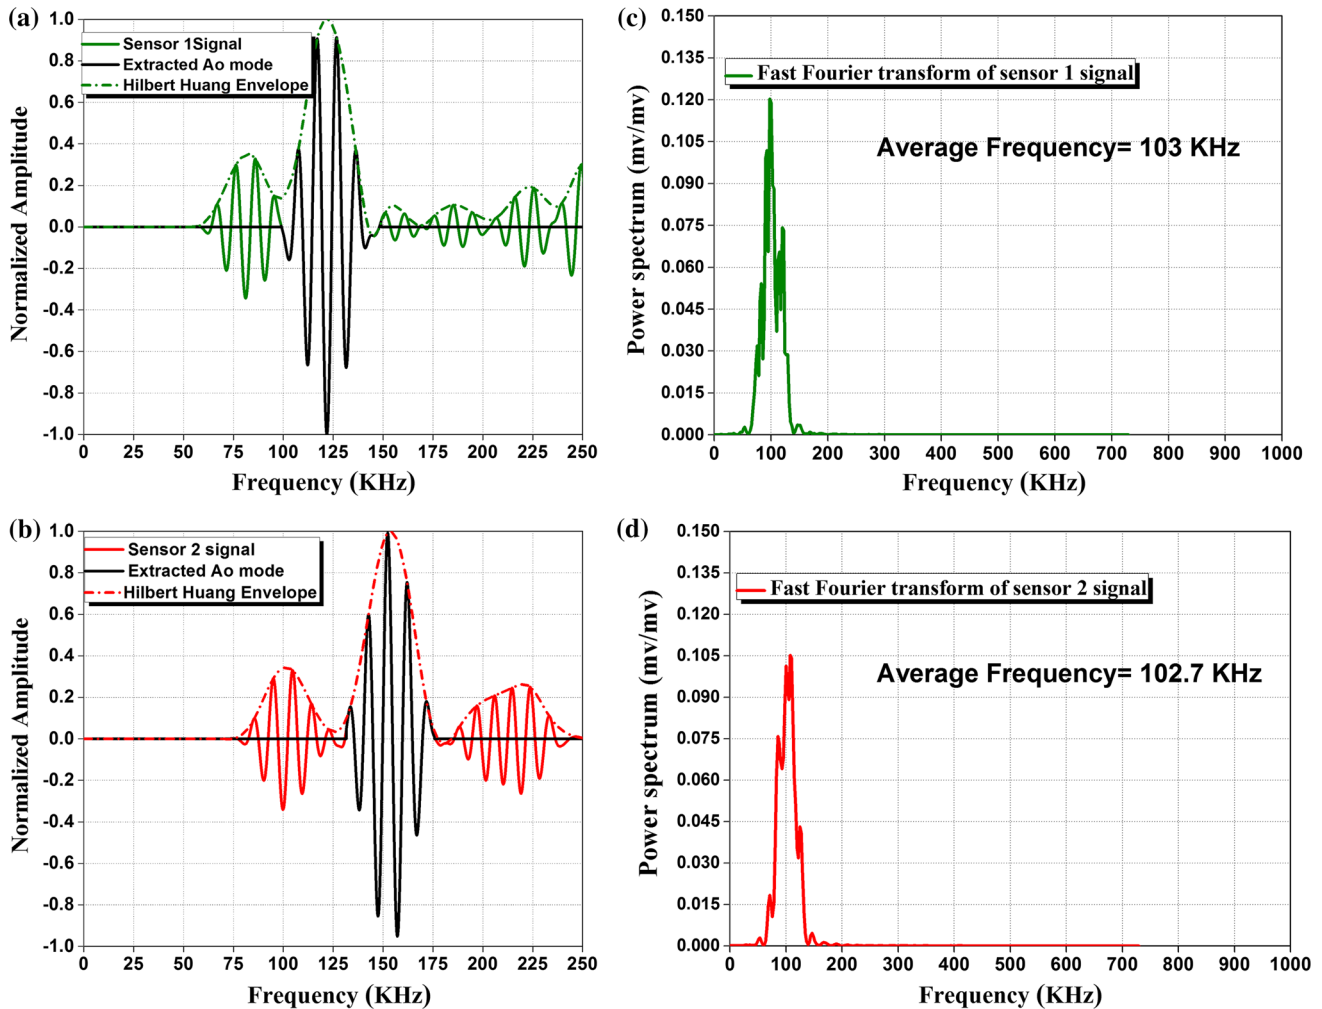 (a)
1.0
0.8
0.6
0.4
0.2
0.0
-0.2
-0.4
-0.6
-0.8
-1.0
Normalized Amplitude
Sensor 1Signal
Extracted Ao mode
Hilbert Huang Envelope
0 25 50 75 100 125 150 175 200 225 250
Frequency (KHz)
(c)
0.150
0.135
0.120
0.105
0.090
0.075
0.060
0.045
0.030
0.015
0.000
Power spectrum (mv/mv)
Fast Fourier transform of sensor 1 signal
Average Frequency= 103 KHz
0 100 200 300 400 500 600 700 800 900 1000
Frequency (KHz)
(b)
1.0
0.8
0.6
0.4
0.2
0.0
-0.2
-0.4
-0.6
-0.8
-1.0
Normalized Amplitude
Sensor 2 signal
Extracted Ao mode
Hilbert Huang Envelope
0 25 50 75 100 125 150 175 200 225 250
Frequency (KHz)
(d)
0.150
0.135
0.120
0.105
0.090
0.075
0.060
0.045
0.030
0.015
0.000
Power spectrum (mv/mv)
Fast Fourier transform of sensor 2 signal
Average Frequency= 102.7 KHz
0 100 200 300 400 500 600 700 800 900 1000
Frequency (KHz)